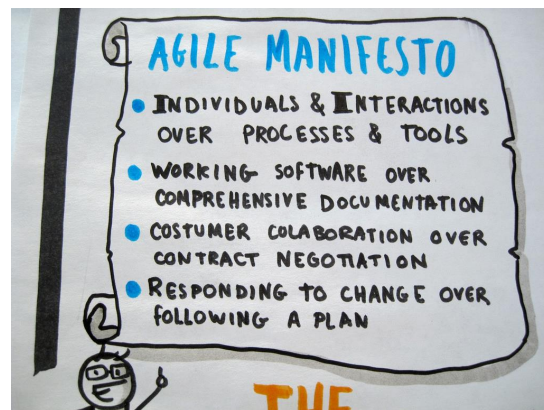 AGILE MANIFESTO
INDIVIDUALS & INTERACTIONS
OVER PROCESSES & TOOLS
WORKING SOFTWARE OVER
COMPREHENSIVE DOCUMENTATION
COSTUMER COLABORATION OVER
CONTRACT NEGOTIATION
RESPONDING TO CHANGE OVER
FOLLOWING A PLAN
THE